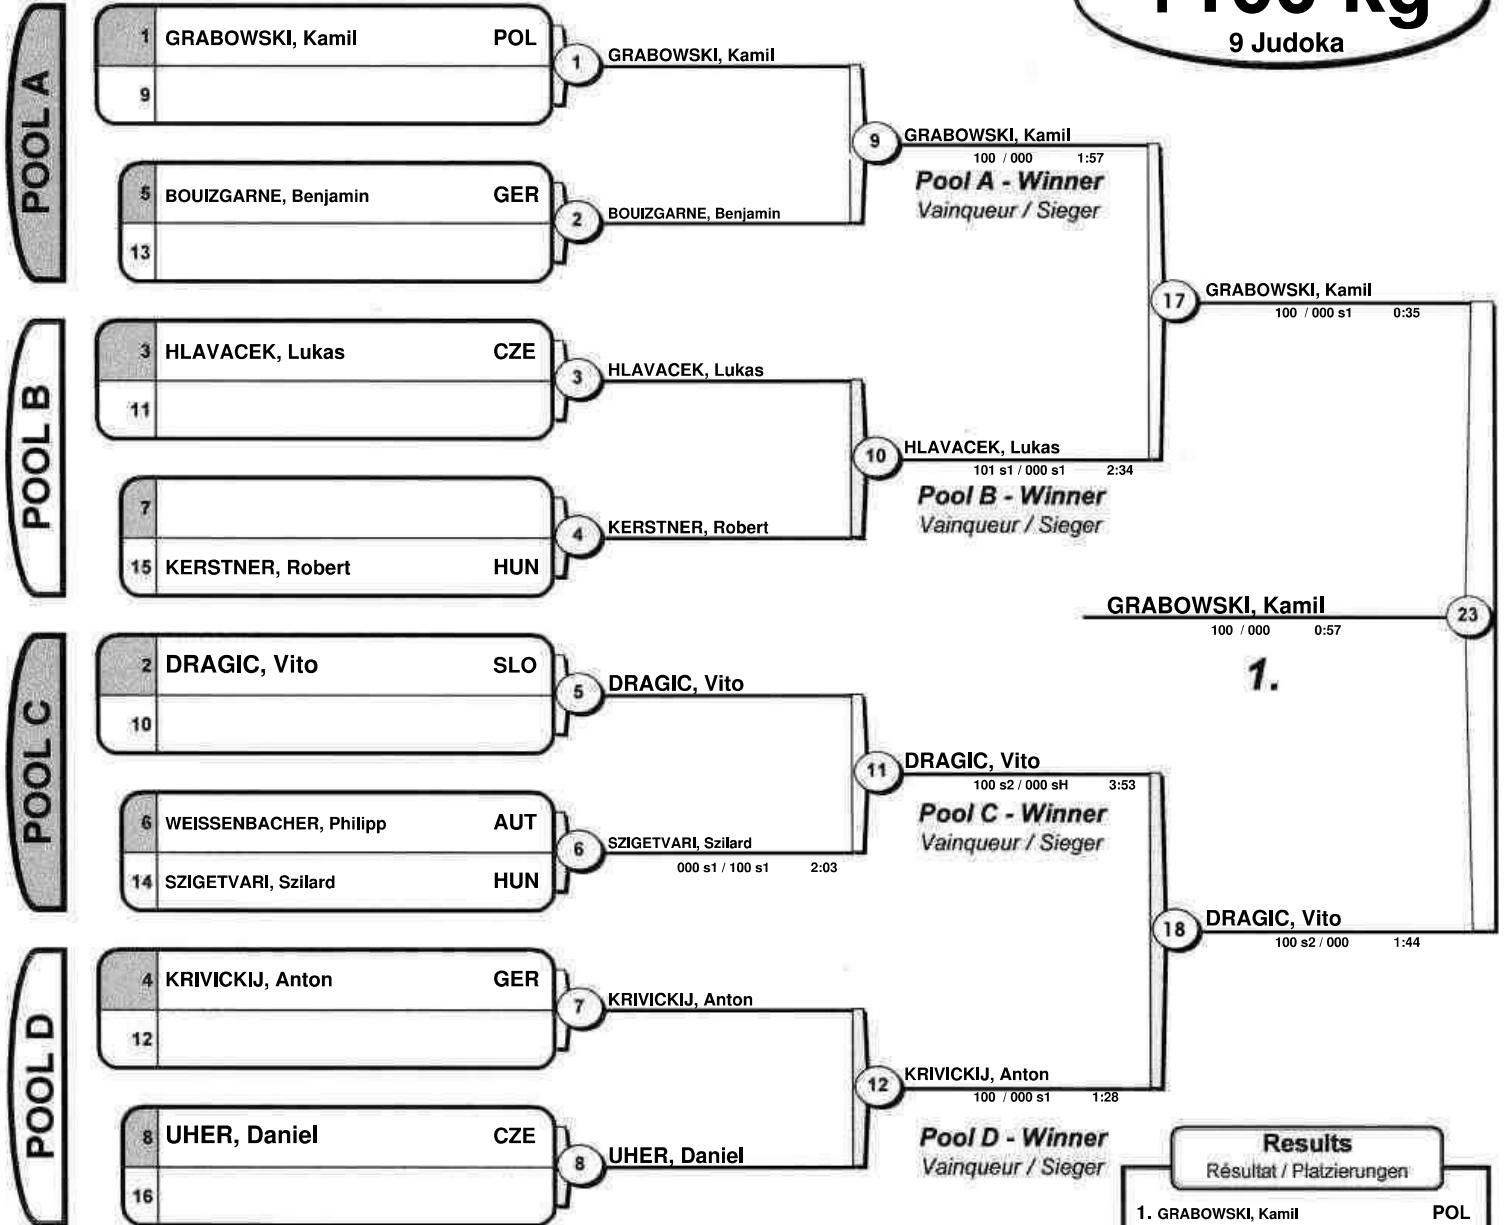 9 Judoka
POOL A
1 GRABOWSKI, Kamil POL
9
1 GRABOWSKI, Kamil
5 BOUIZGARNE, Benjamin GER
13
2 BOUIZGARNE, Benjamin
9 GRABOWSKI, Kamil
100 / 000 1:57
Pool A - Winner
Vainqueur / Sieger
POOL B
3 HLAVACEK, Lukas CZE
11
3 HLAVACEK, Lukas
7
15 KERSTNER, Robert HUN
4 KERSTNER, Robert
10 HLAVACEK, Lukas
101 s1 / 000 s1 2:34
Pool B - Winner
Vainqueur / Sieger
17 GRABOWSKI, Kamil
100 / 000 s1 0:35
GRABOWSKI, Kamil 23
100 / 000 0:57
1.
POOL C
2 DRAGIC, Vito SLO
10
5 DRAGIC, Vito
6 WEISSENBACHER, Philipp AUT
14 SZIGETVARI, Szilard HUN
6 SZIGETVARI, Szilard
000 s1 / 100 s1 2:03
11 DRAGIC, Vito
100 s2 / 000 sH 3:53
Pool C - Winner
Vainqueur / Sieger
18 DRAGIC, Vito
100 s2 / 000 1:44
POOL D
4 KRIVICKIJ, Anton GER
12
7 KRIVICKIJ, Anton
8 UHER, Daniel CZE
16
8 UHER, Daniel
12 KRIVICKIJ, Anton
100 / 000 s1 1:28
Pool D - Winner
Vainqueur / Sieger
Results
Résultat / Platzierungen
1. GRABOWSKI, Kamil POL